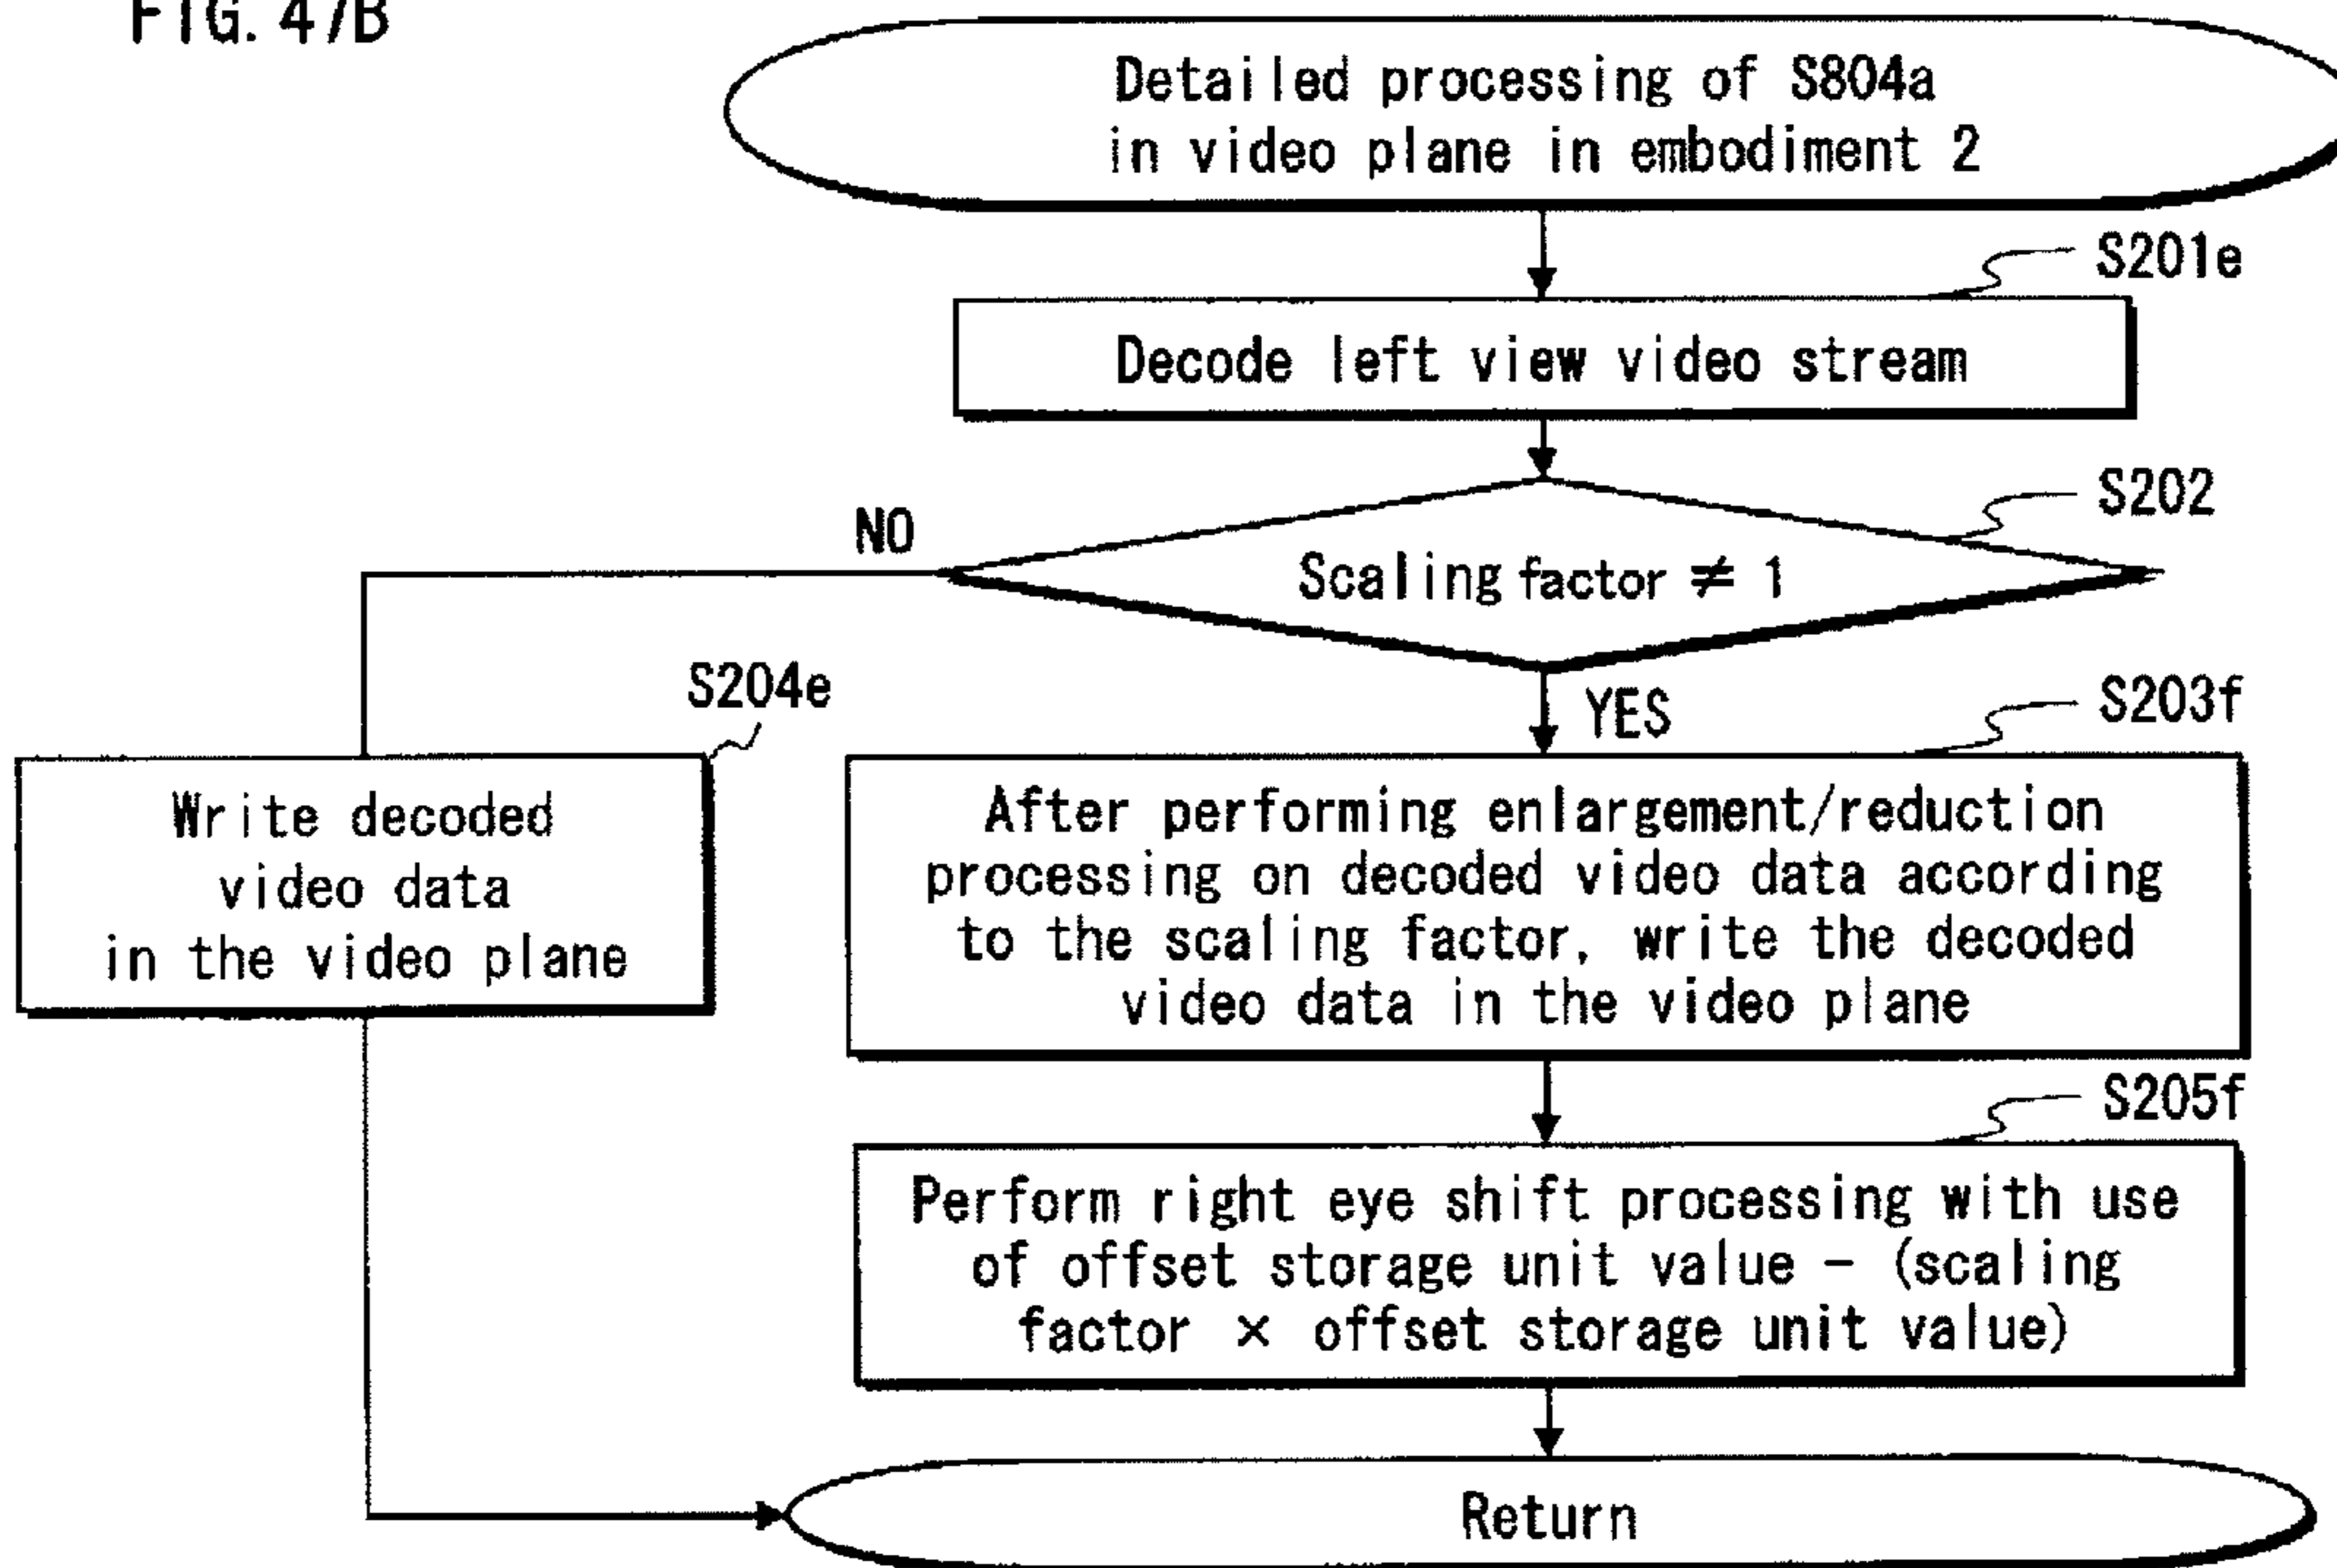 FIG. 47B
Detailed processing of S804a
in video plane in embodiment 2
S201e
Decode left view video stream
S202
NO
Scaling factor ≠ 1
S204e
YES
S203f
Write decoded
video data
in the video plane
After performing enlargement/reduction
processing on decoded video data according
to the scaling factor, write the decoded
video data in the video plane
S205f
Perform right eye shift processing with use
of offset storage unit value - (scaling
factor × offset storage unit value)
Return